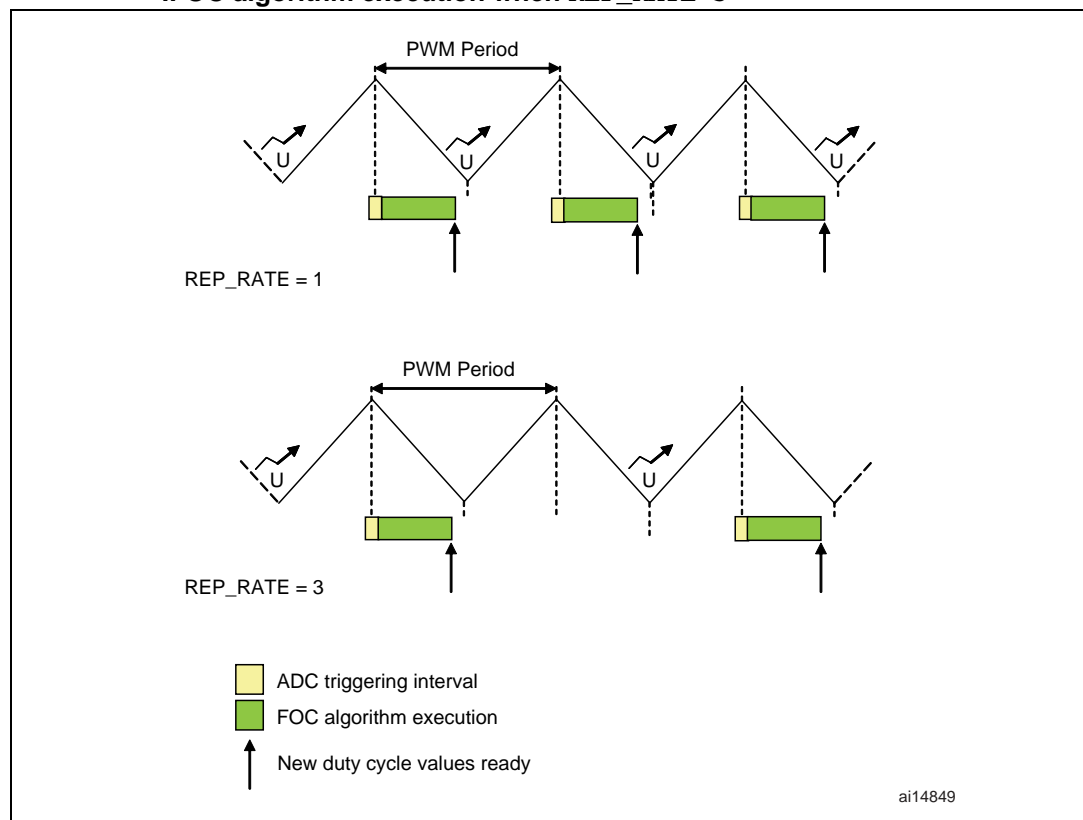 PWM Period
U U U U
REP_RATE = 1
PWM Period
U U
REP_RATE = 3
ADC triggering interval
FOC algorithm execution
New duty cycle values ready
ai14849